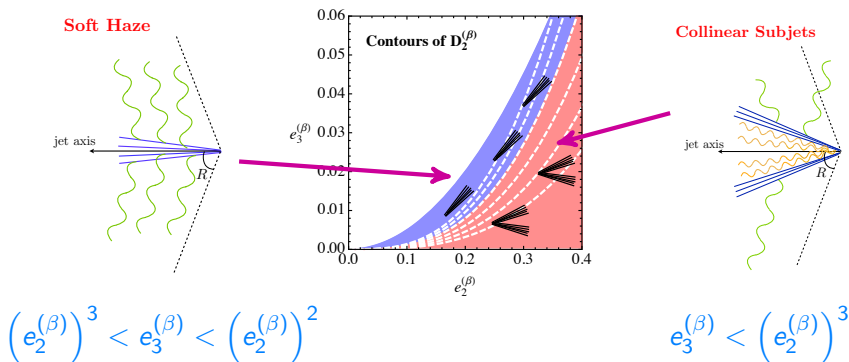 Soft Haze
jet axis
R
Contours of D₂^(β)
e₃^(β)
0.06
0.05
0.04
0.03
0.02
0.01
0.00
0.0 0.1 0.2 0.3 0.4
e₂^(β)
Collinear Subjets
jet axis
R
(e₂^(β))³ < e₃^(β) < (e₂^(β))²
e₃^(β) < (e₂^(β))³